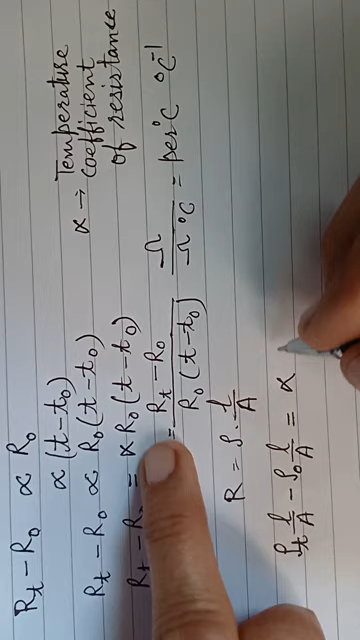 Rt − R0 ∝ R0
∝ (t − t0)
Rt − R0 ∝ R0 (t − t0)
Rt − R = ∝ R0 (t − t0)
∝ → Temperature
coefficient
of resistance
= Rt − R0 / R0 (t − t0)
Ω / Ω °C = per °C °C⁻¹
R = ρ · l / A
ρt l/A − ρ0 l/A = ∝